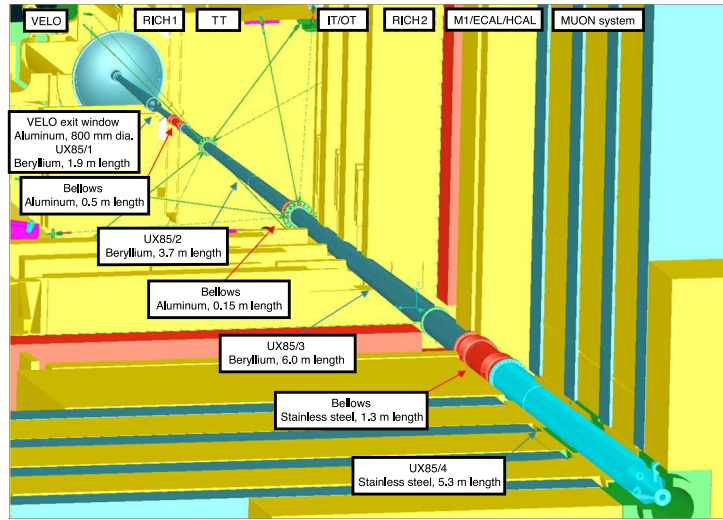 VELO
RICH1
TT
IT/OT
RICH2
M1/ECAL/HCAL
MUON system
VELO exit window
Aluminum, 800 mm dia.
UX85/1
Beryllium, 1.9 m length
Bellows
Aluminum, 0.5 m length
UX85/2
Beryllium, 3.7 m length
Bellows
Aluminum, 0.15 m length
UX85/3
Beryllium, 6.0 m length
Bellows
Stainless steel, 1.3 m length
UX85/4
Stainless steel, 5.3 m length